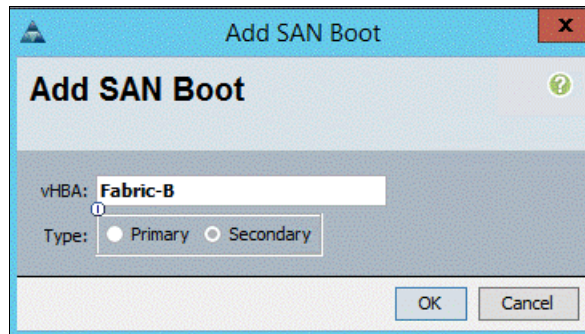 Add SAN Boot
x
Add SAN Boot
?
vHBA: Fabric-B
Type: Primary Secondary
OK Cancel